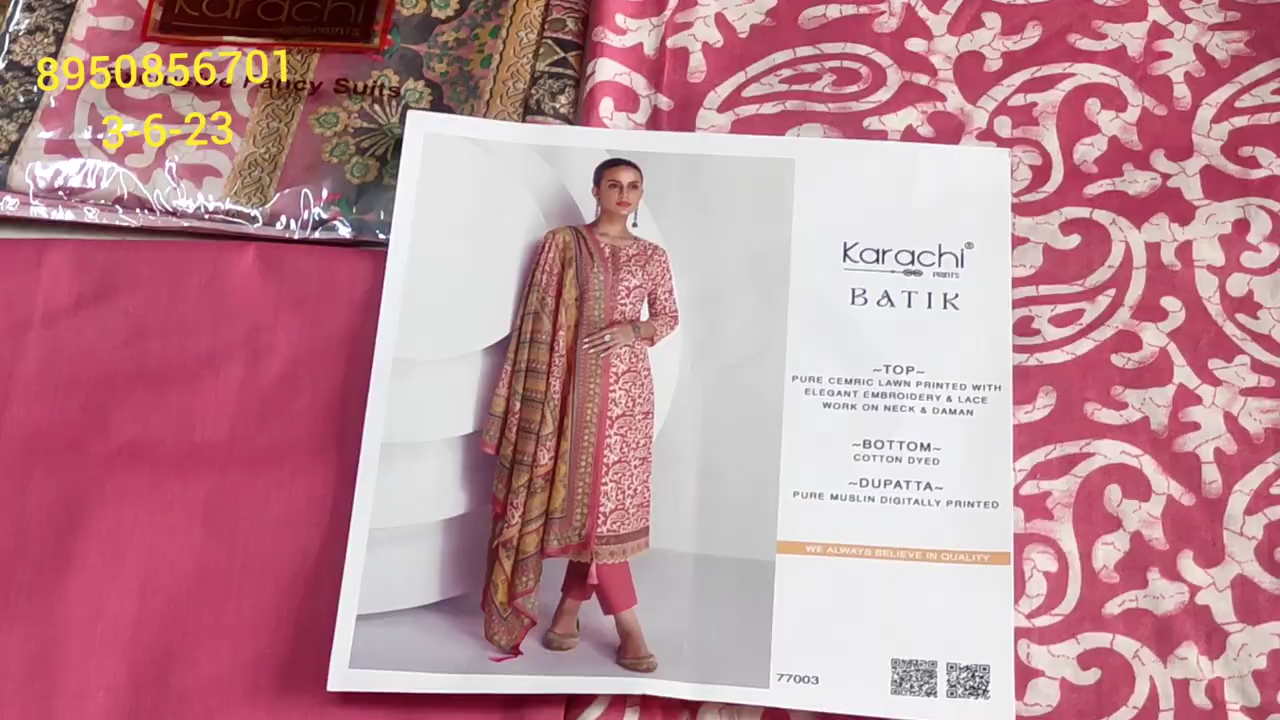 Karachi
PRINTS
8950856701
Fancy Suits
3-6-23
Karachi®
PRINTS
BATIK
~TOP~
PURE CEMRIC LAWN PRINTED WITH
ELEGANT EMBROIDERY & LACE
WORK ON NECK & DAMAN
~BOTTOM~
COTTON DYED
~DUPATTA~
PURE MUSLIN DIGITALLY PRINTED
WE ALWAYS BELIEVE IN QUALITY
77003